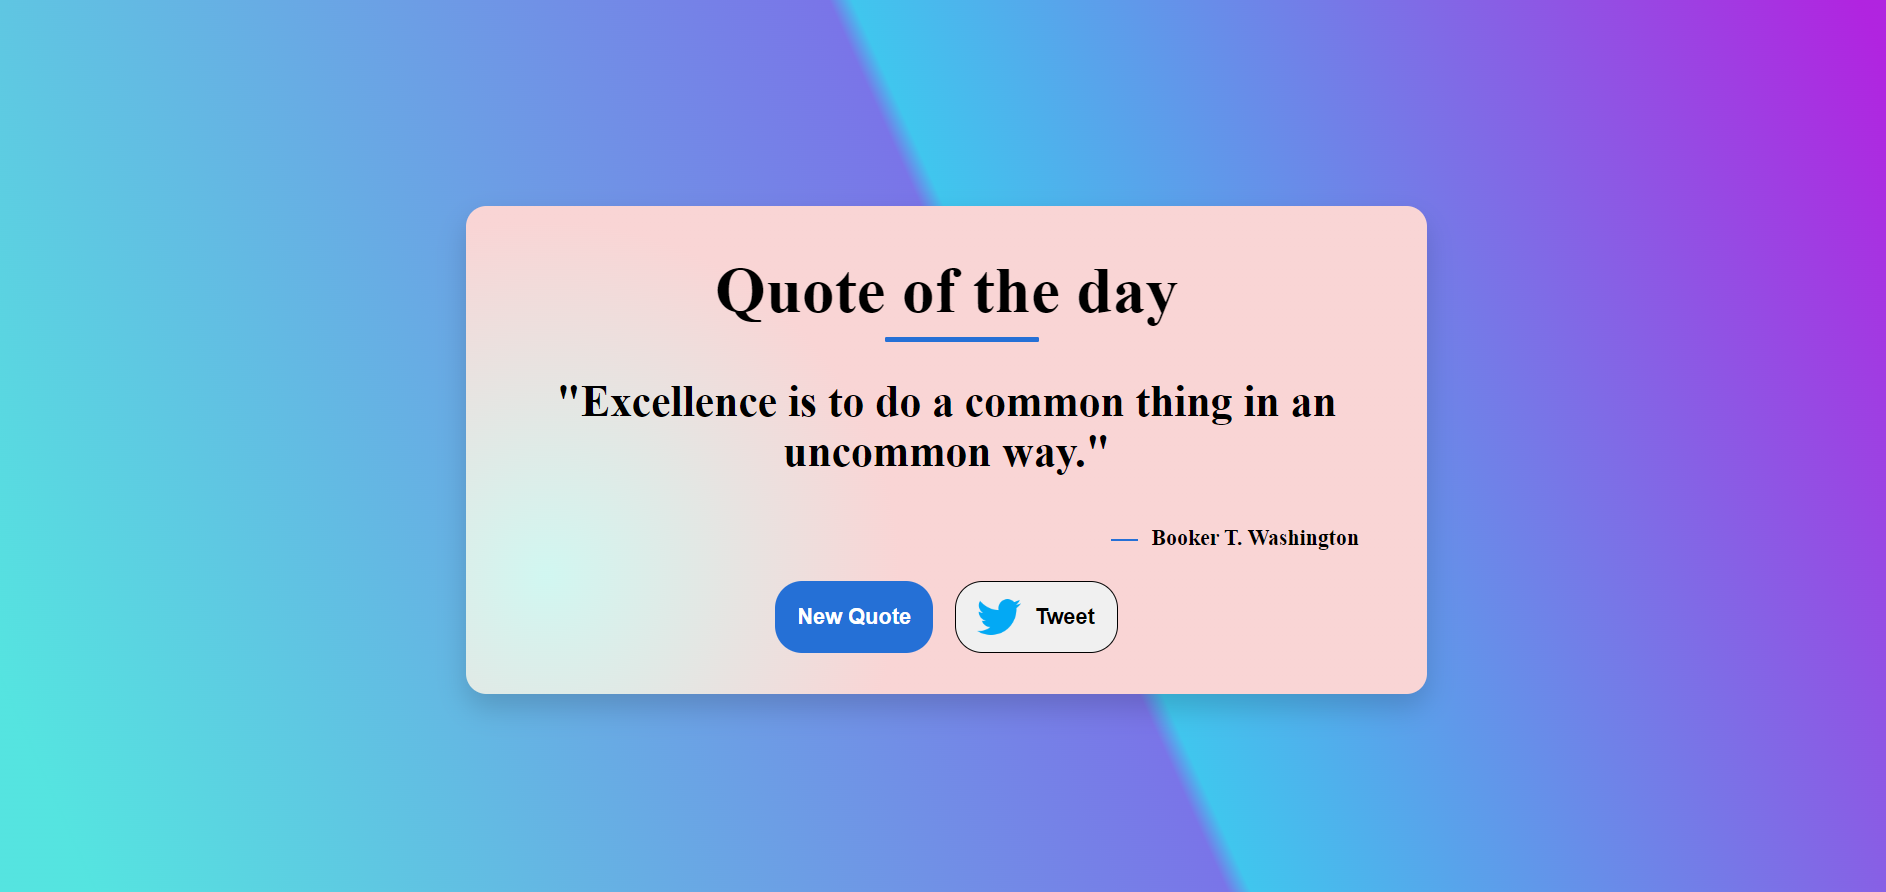 Quote of the day
"Excellence is to do a common thing in an
uncommon way."
— Booker T. Washington
New Quote
Tweet